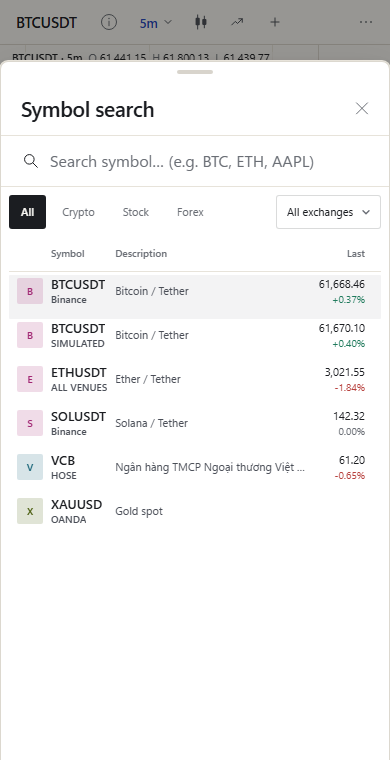 BTCUSDT 5m
BTCUSDT · 5m O 61,441.15 H 61,800.13 L 61,439.77
Symbol search
Search symbol... (e.g. BTC, ETH, AAPL)
All Crypto Stock Forex All exchanges
Symbol Description Last
B BTCUSDT Bitcoin / Tether 61,668.46
Binance +0.37%
B BTCUSDT Bitcoin / Tether 61,670.10
SIMULATED +0.40%
E ETHUSDT Ether / Tether 3,021.55
ALL VENUES -1.84%
S SOLUSDT Solana / Tether 142.32
Binance 0.00%
V VCB Ngân hàng TMCP Ngoại thương Việt ... 61.20
HOSE -0.65%
X XAUUSD Gold spot
OANDA